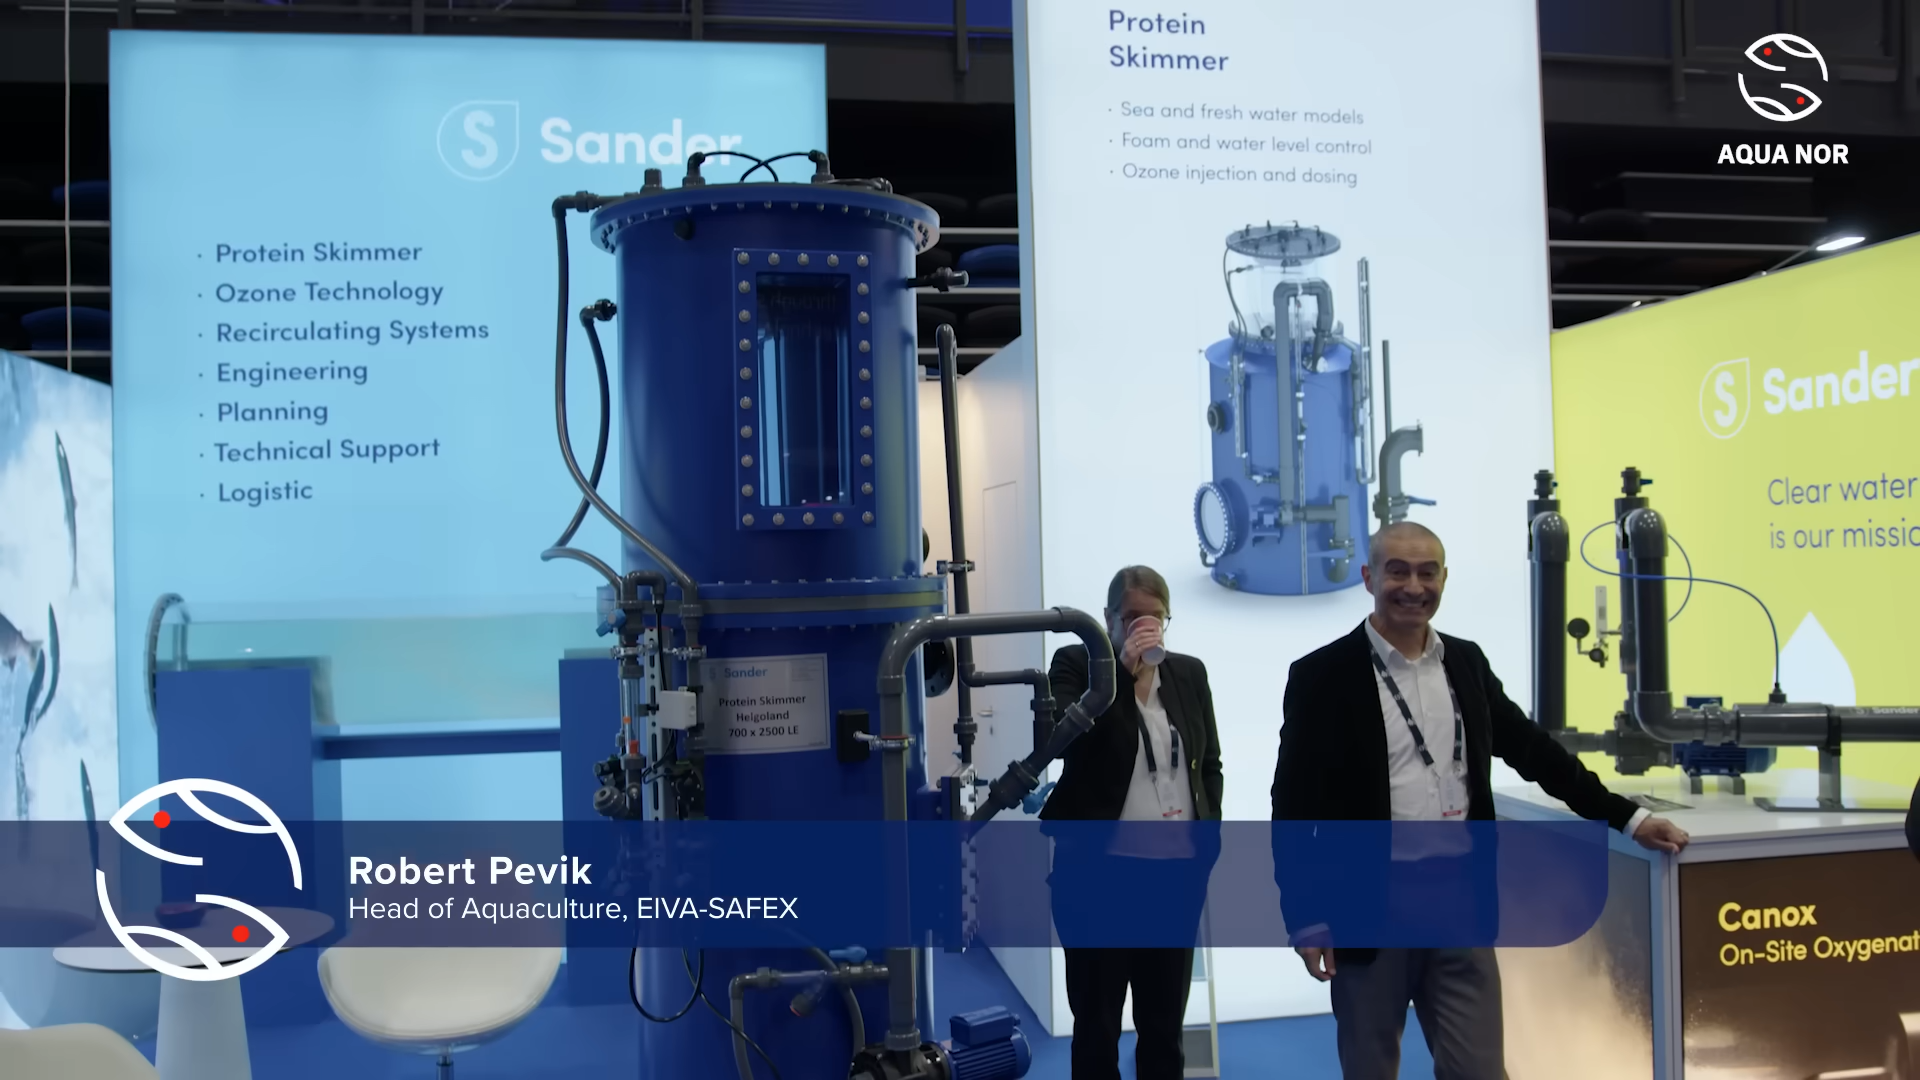 Sander
· Protein Skimmer
· Ozone Technology
· Recirculating Systems
· Engineering
· Planning
· Technical Support
· Logistic
Protein
Skimmer
· Sea and fresh water models
· Foam and water level control
· Ozone injection and dosing
AQUA NOR
Sander
Clear water
is our missio
Sander
Protein Skimmer
Helgoland
700 x 2500 LE
Sander
Canox
On-Site Oxygenat
Robert Pevik
Head of Aquaculture, EIVA-SAFEX